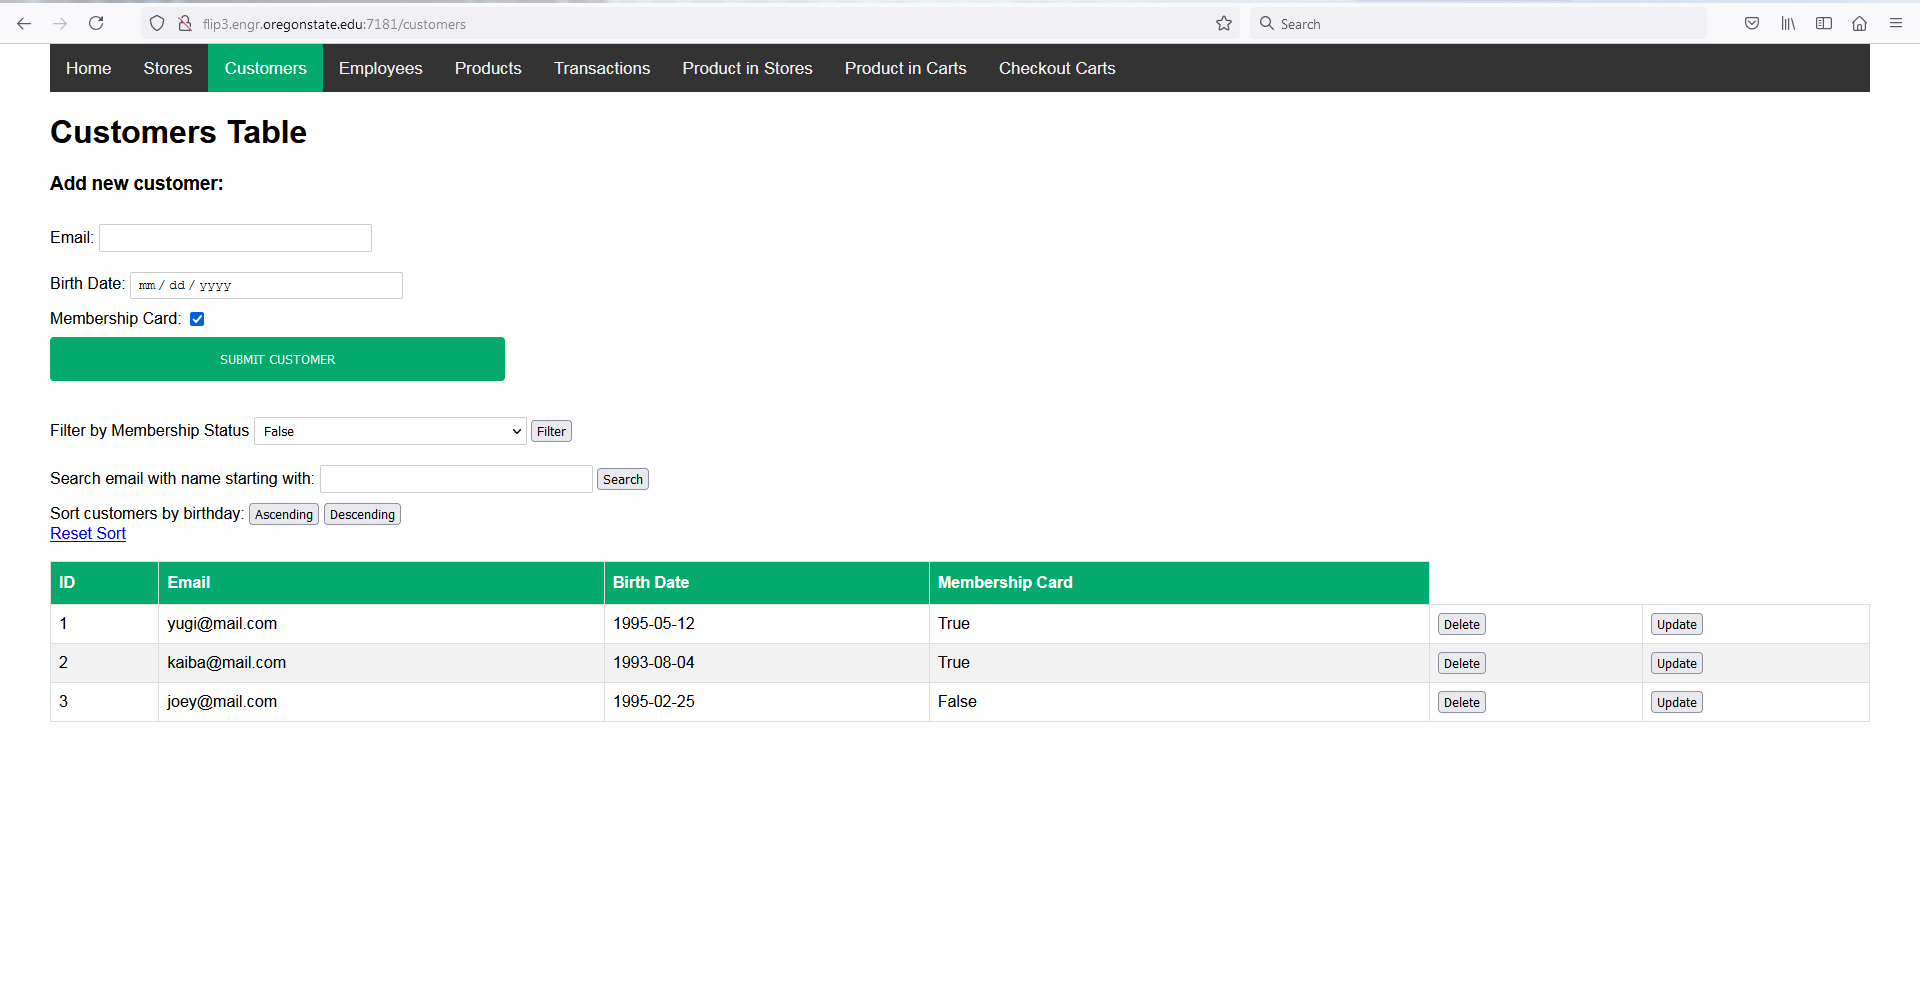 flip3.engr.oregonstate.edu:7181/customers Search
Home Stores Customers Employees Products Transactions Product in Stores Product in Carts Checkout Carts
Customers Table
Add new customer:
Email:
Birth Date: mm / dd / yyyy
Membership Card:
SUBMIT CUSTOMER
Filter by Membership Status False Filter
Search email with name starting with: Search
Sort customers by birthday: Ascending Descending
Reset Sort
ID Email Birth Date Membership Card
1 yugi@mail.com 1995-05-12 True Delete Update
2 kaiba@mail.com 1993-08-04 True Delete Update
3 joey@mail.com 1995-02-25 False Delete Update